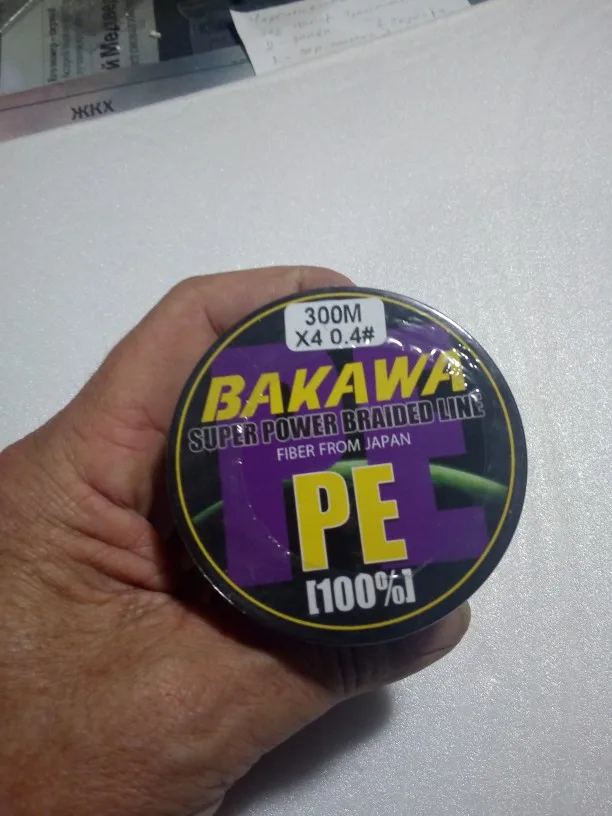 ЖКХ
300M
X4 0.4#
BAKAWA
SUPER POWER BRAIDED LINE
FIBER FROM JAPAN
PE
[100%]